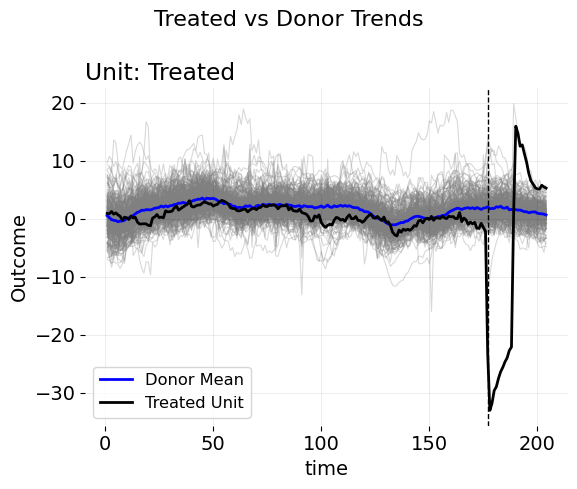 Treated vs Donor Trends
Unit: Treated
20
10
0
−10
−20
−30
Outcome
Donor Mean
Treated Unit
0
50
100
150
200
time